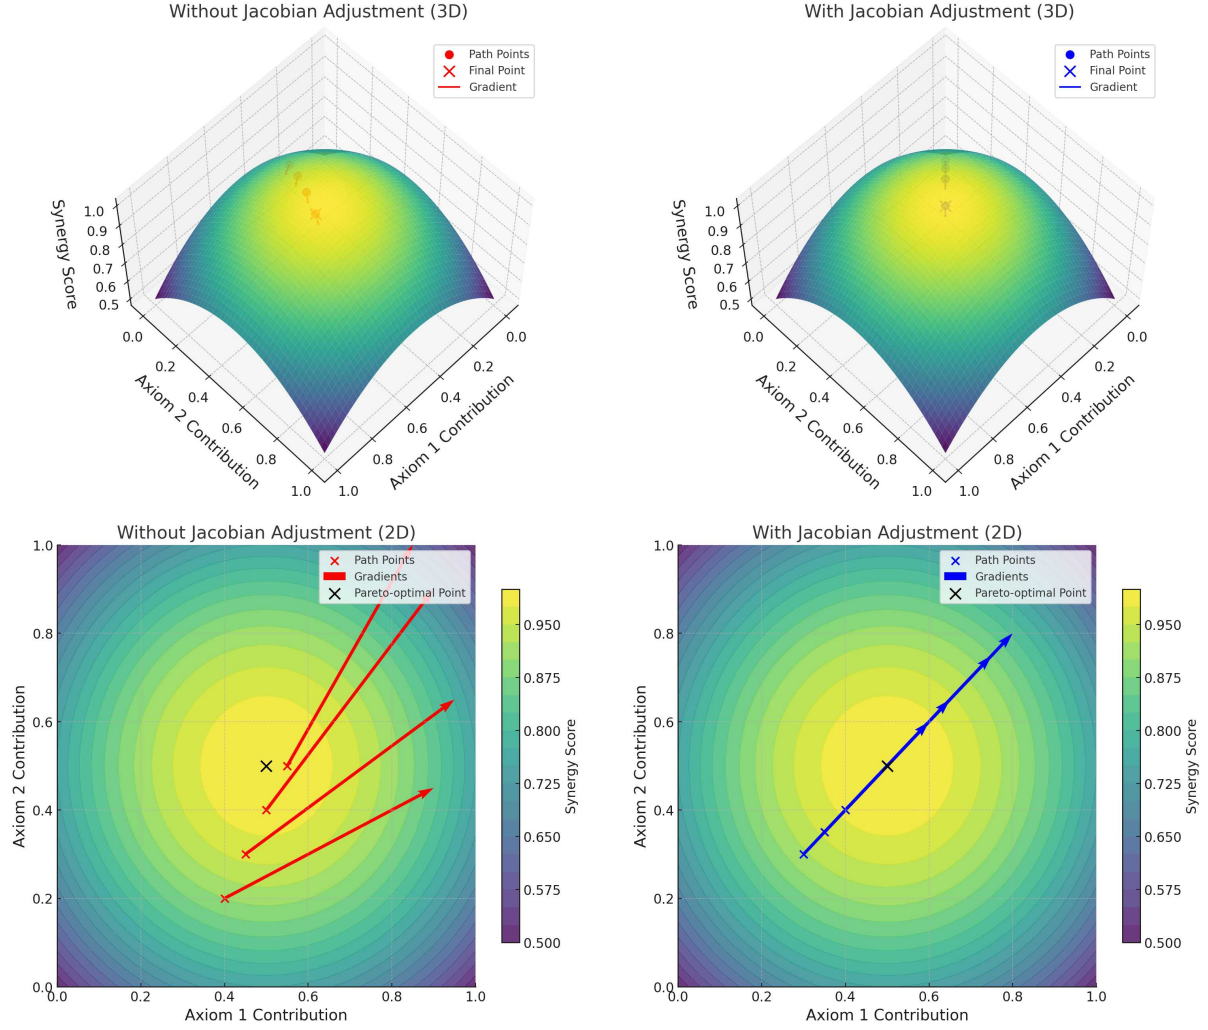 Without Jacobian Adjustment (3D)
Path Points
Final Point
Gradient
Synergy Score
1.0
0.9
0.8
0.7
0.6
0.5
0.0
0.2
0.4
0.6
0.8
1.0
Axiom 2 Contribution
0.0
0.2
0.4
0.6
0.8
1.0
Axiom 1 Contribution
With Jacobian Adjustment (3D)
Path Points
Final Point
Gradient
Synergy Score
1.0
0.9
0.8
0.7
0.6
0.5
0.0
0.2
0.4
0.6
0.8
1.0
Axiom 2 Contribution
0.0
0.2
0.4
0.6
0.8
1.0
Axiom 1 Contribution
Without Jacobian Adjustment (2D)
Path Points
Gradients
Pareto-optimal Point
Axiom 2 Contribution
1.0
0.8
0.6
0.4
0.2
0.0
0.0 0.2 0.4 0.6 0.8 1.0
Axiom 1 Contribution
0.950
0.875
0.800
0.725
0.650
0.575
0.500
Synergy Score
With Jacobian Adjustment (2D)
Path Points
Gradients
Pareto-optimal Point
Axiom 2 Contribution
1.0
0.8
0.6
0.4
0.2
0.0
0.0 0.2 0.4 0.6 0.8 1.0
Axiom 1 Contribution
0.950
0.875
0.800
0.725
0.650
0.575
0.500
Synergy Score